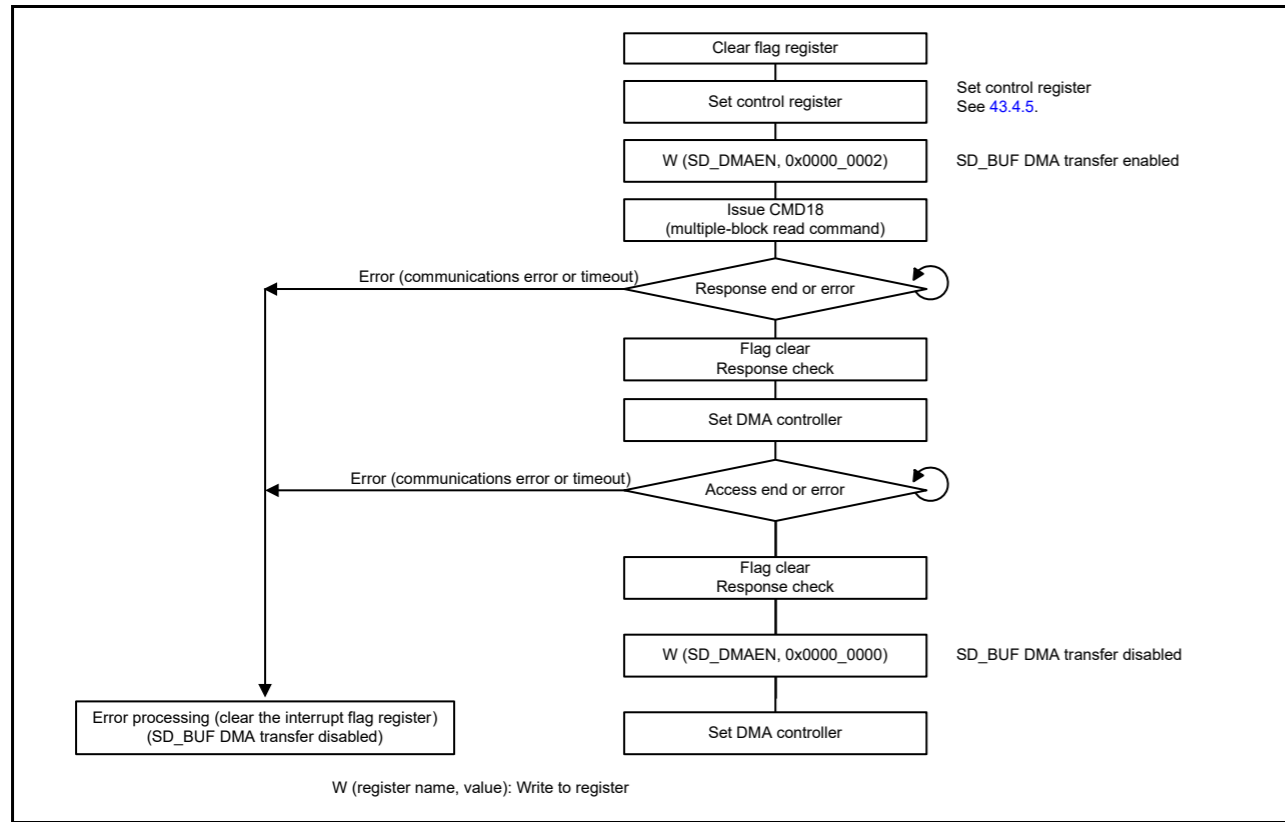 Clear flag register
Set control register
Set control register
See 43.4.5.
W (SD_DMAEN, 0x0000_0002)
SD_BUF DMA transfer enabled
Issue CMD18
(multiple-block read command)
Error (communications error or timeout)
Response end or error
Flag clear
Response check
Set DMA controller
Error (communications error or timeout)
Access end or error
Flag clear
Response check
W (SD_DMAEN, 0x0000_0000)
SD_BUF DMA transfer disabled
Error processing (clear the interrupt flag register)
(SD_BUF DMA transfer disabled)
Set DMA controller
W (register name, value): Write to register